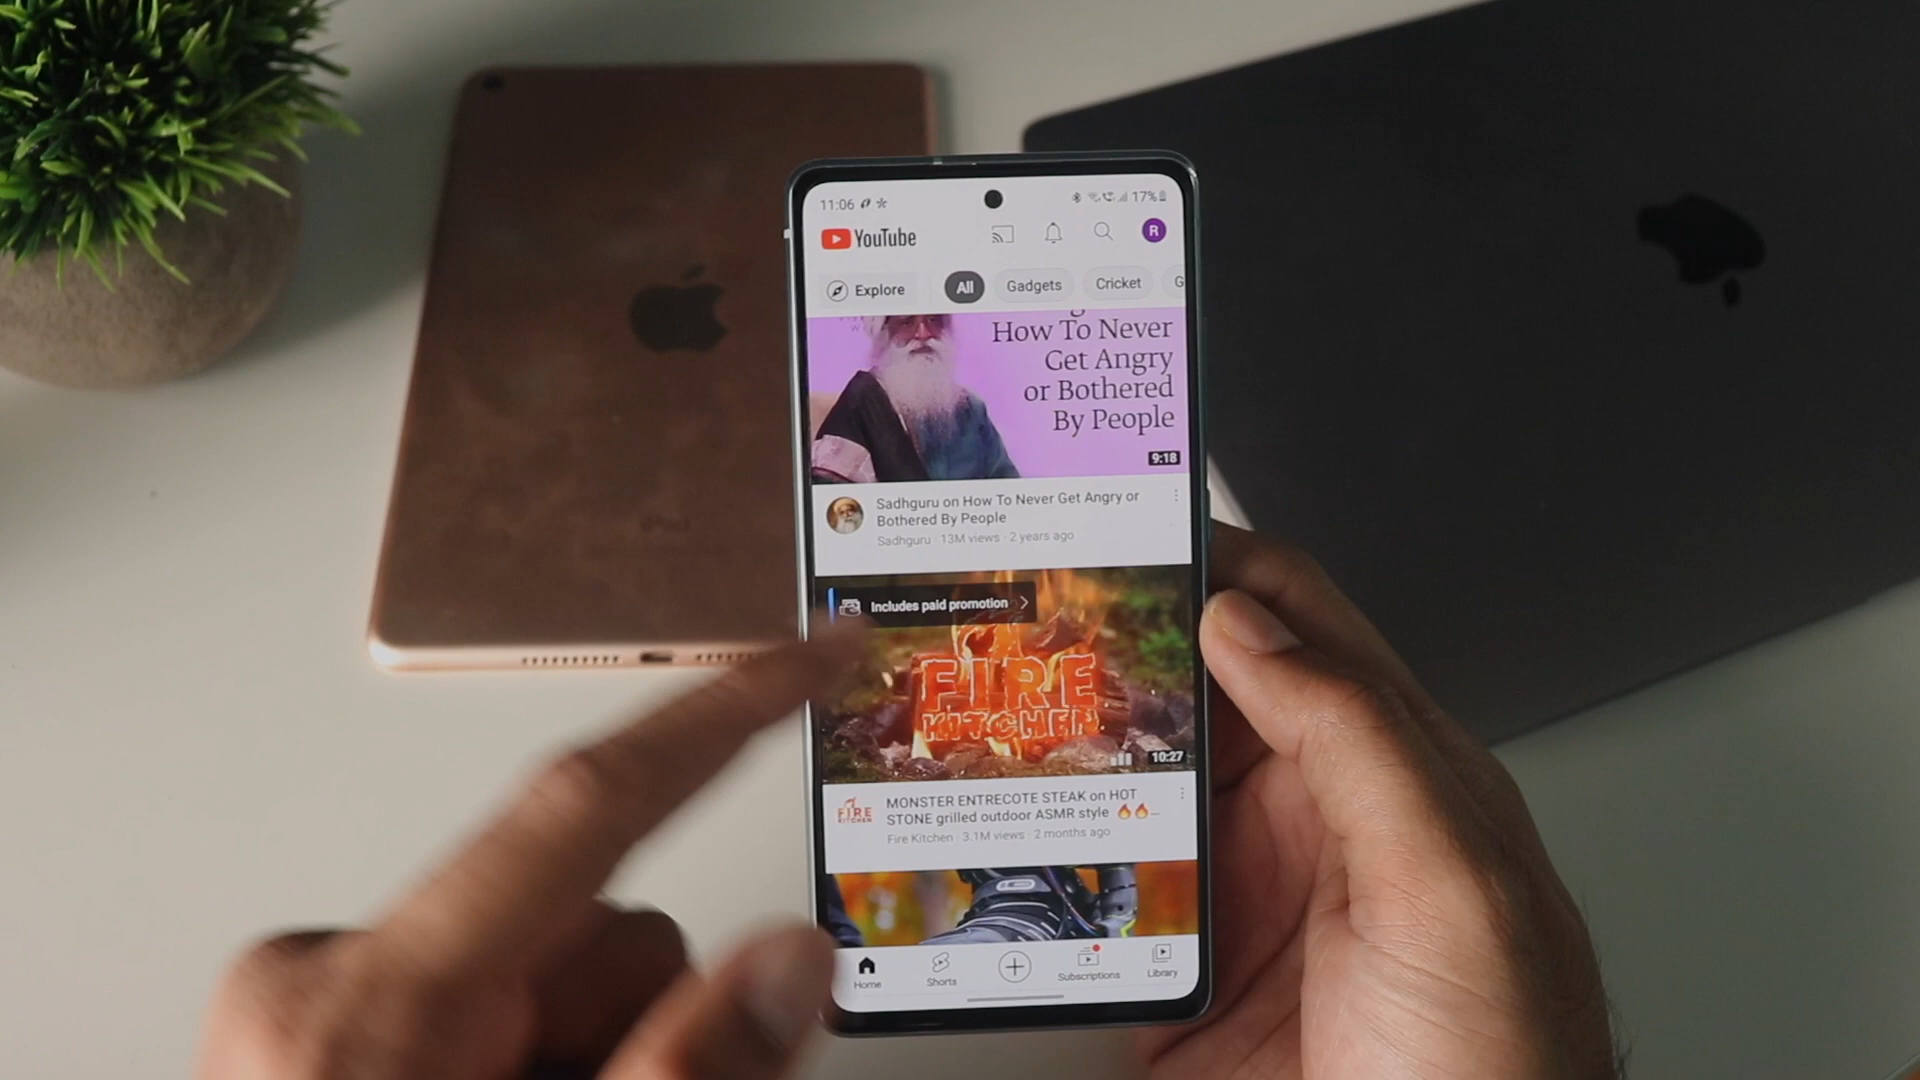 11:06 17%
YouTube R
Explore All Gadgets Cricket G
How To Never
Get Angry
or Bothered
By People
9:18
Sadhguru on How To Never Get Angry or
Bothered By People
Sadhguru · 13M views · 2 years ago
Includes paid promotion
FIRE
KITCHEN
10:27
FIRE
KITCHEN
MONSTER ENTRECOTE STEAK on HOT
STONE grilled outdoor ASMR style 🔥🔥...
Fire Kitchen · 3.1M views · 2 months ago
Home Shorts Subscriptions Library
iPad